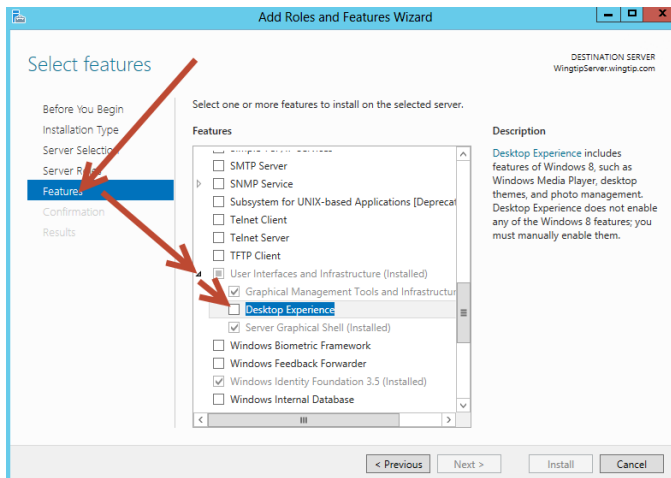 Add Roles and Features Wizard
Select features
DESTINATION SERVER
WingtipServer.wingtip.com
Before You Begin
Installation Type
Server Selection
Server
Features
Confirmation
Results
Select one or more features to install on the selected server.
Features
SMTP Server
SNMP Service
Subsystem for UNIX-based Applications [Deprecat
Telnet Client
Telnet Server
TFTP Client
User Interfaces and Infrastructure (Installed)
Graphical Management Tools and Infrastructur
Desktop Experience
Server Graphical Shell (Installed)
Windows Biometric Framework
Windows Feedback Forwarder
Windows Identity Foundation 3.5 (Installed)
Windows Internal Database
Description
Desktop Experience includes
features of Windows 8, such as
Windows Media Player, desktop
themes, and photo management.
Desktop Experience does not enable
any of the Windows 8 features; you
must manually enable them.
< Previous
Next >
Install
Cancel